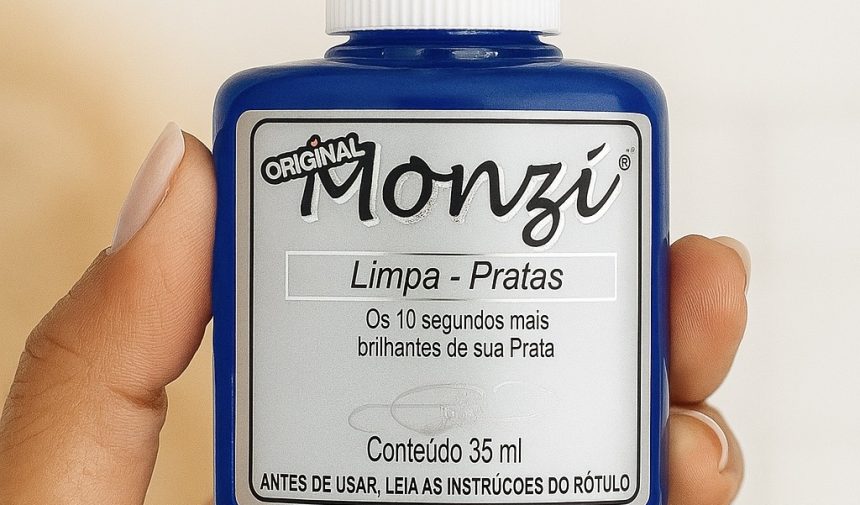 ORIGINAL
Monzi ®
Limpa - Pratas
Os 10 segundos mais
brilhantes de sua Prata
Conteúdo 35 ml
ANTES DE USAR, LEIA AS INSTRÚCOES DO RÓTULO